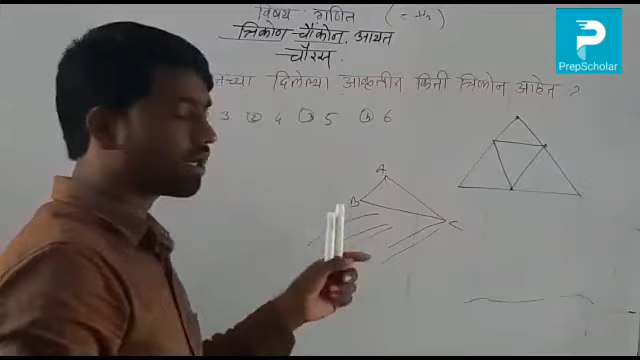 विषय : गणित
त्रिकोण चौकोन, आयत
चौरस
PrepScholar
दिलेल्या आकृतीत किती त्रिकोण आहेत ?
3 4 5 6
A
B
C